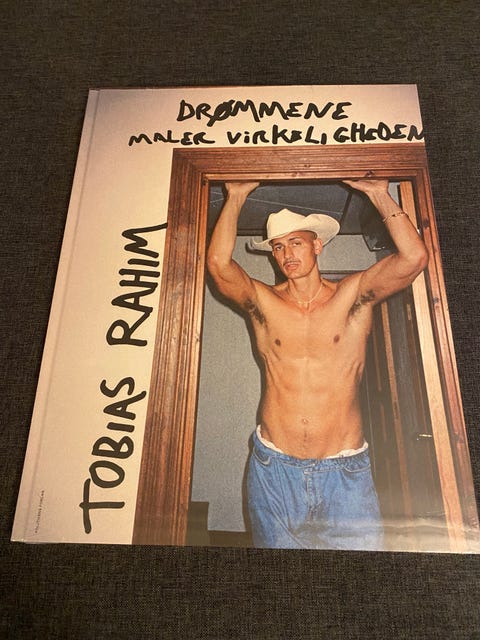 DRØMMENE
MALER VIRKELIGHEDEN
TOBIAS RAHIM